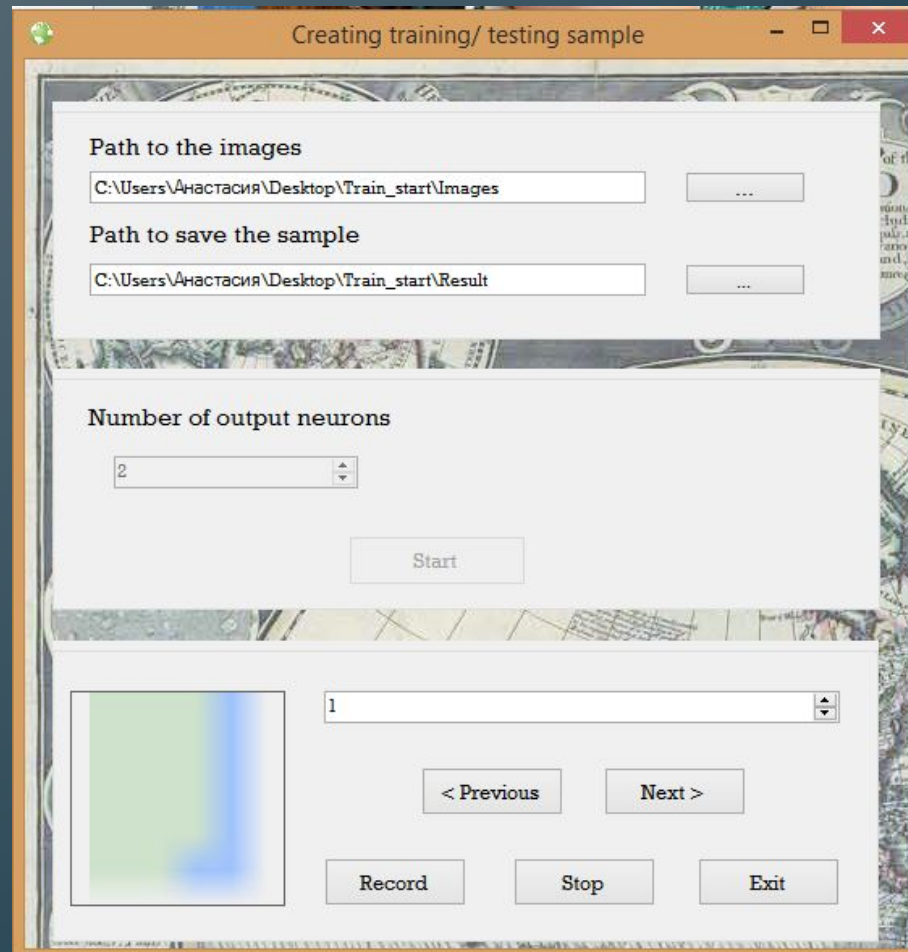 Creating training/ testing sample
Path to the images
C:\Users\Анастасия\Desktop\Train_start\Images
...
Path to save the sample
C:\Users\Анастасия\Desktop\Train_start\Result
...
Number of output neurons
2
Start
1
< Previous Next >
Record Stop Exit